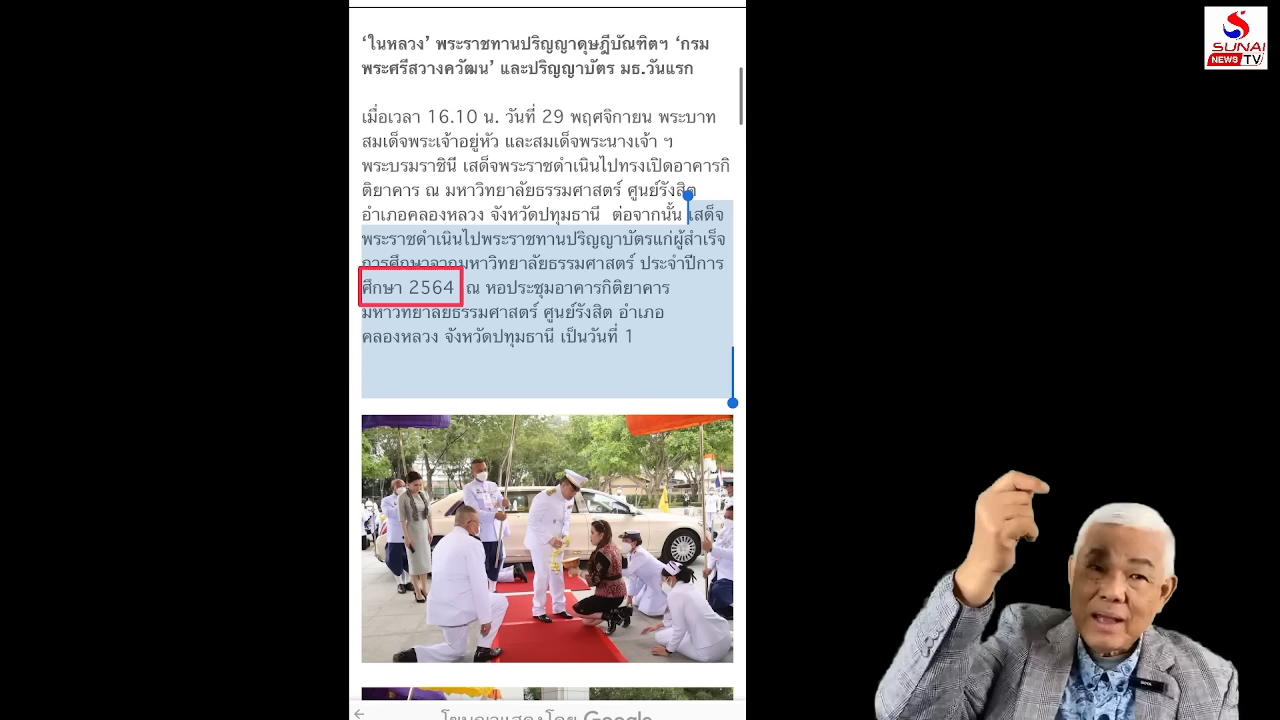 ‘ในหลวง’ พระราชทานปริญญาดุษฎีบัณฑิตฯ ‘กรม
พระศรีสวางควัฒน’ และปริญญาบัตร มธ.วันแรก
เมื่อเวลา 16.10 น. วันที่ 29 พฤศจิกายน พระบาท
สมเด็จพระเจ้าอยู่หัว และสมเด็จพระนางเจ้า ฯ
พระบรมราชินี เสด็จพระราชดำเนินไปทรงเปิดอาคารกิ
ติยาคาร ณ มหาวิทยาลัยธรรมศาสตร์ ศูนย์รังสิต
อำเภอคลองหลวง จังหวัดปทุมธานี ต่อจากนั้น เสด็จ
พระราชดำเนินไปพระราชทานปริญญาบัตรแก่ผู้สำเร็จ
การศึกษาจากมหาวิทยาลัยธรรมศาสตร์ ประจำปีการ
ศึกษา 2564 ณ หอประชุมอาคารกิติยาคาร
มหาวิทยาลัยธรรมศาสตร์ ศูนย์รังสิต อำเภอ
คลองหลวง จังหวัดปทุมธานี เป็นวันที่ 1
โฆษณาแสดงโดย Google
SUNAI
NEWS TV